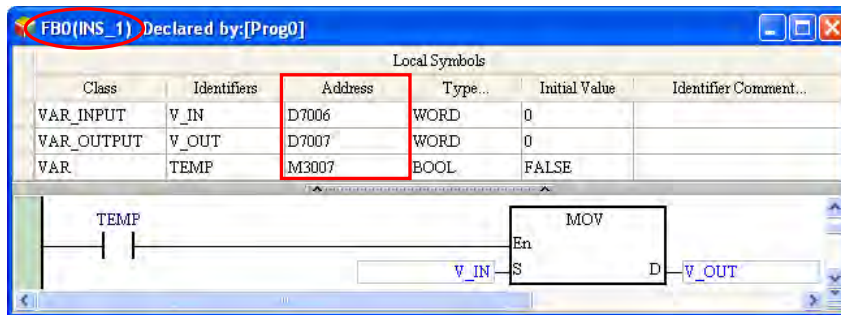 FB0(INS_1) Declared by:[Prog0]
Local Symbols
Class Identifiers Address Type... Initial Value Identifier Comment...
VAR_INPUT V_IN D7006 WORD 0
VAR_OUTPUT V_OUT D7007 WORD 0
VAR TEMP M3007 BOOL FALSE
TEMP MOV
En
V_IN S D V_OUT